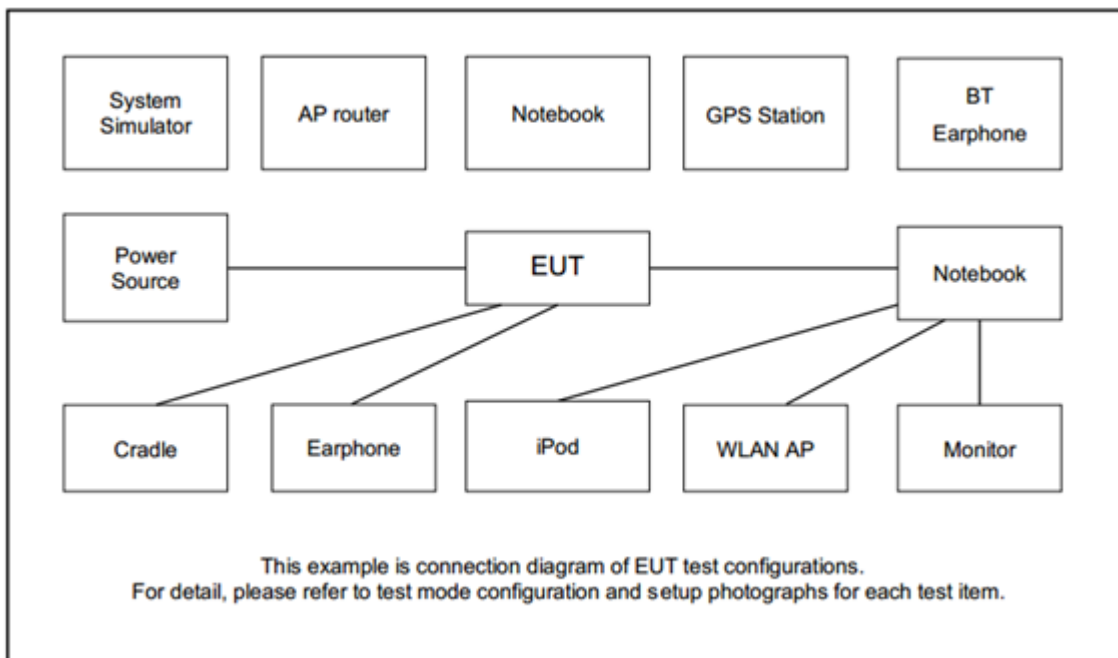 System
Simulator
AP router
Notebook
GPS Station
BT
Earphone
Power
Source
EUT
Notebook
Cradle
Earphone
iPod
WLAN AP
Monitor
This example is connection diagram of EUT test configurations.
For detail, please refer to test mode configuration and setup photographs for each test item.